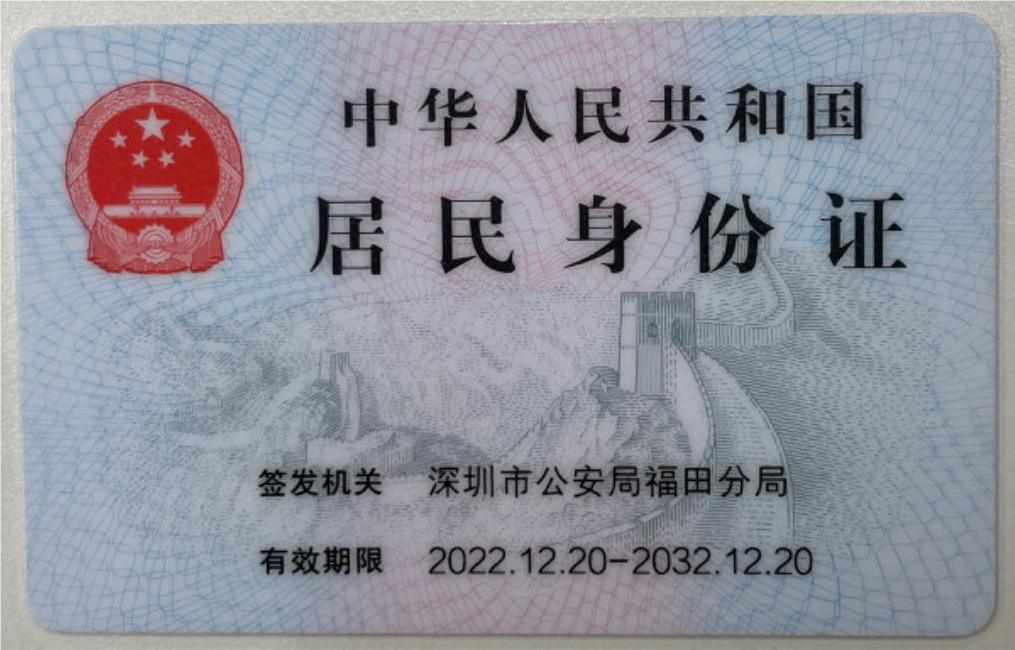 中华人民共和国
居民身份证
签发机关 深圳市公安局福田分局
有效期限 2022.12.20-2032.12.20